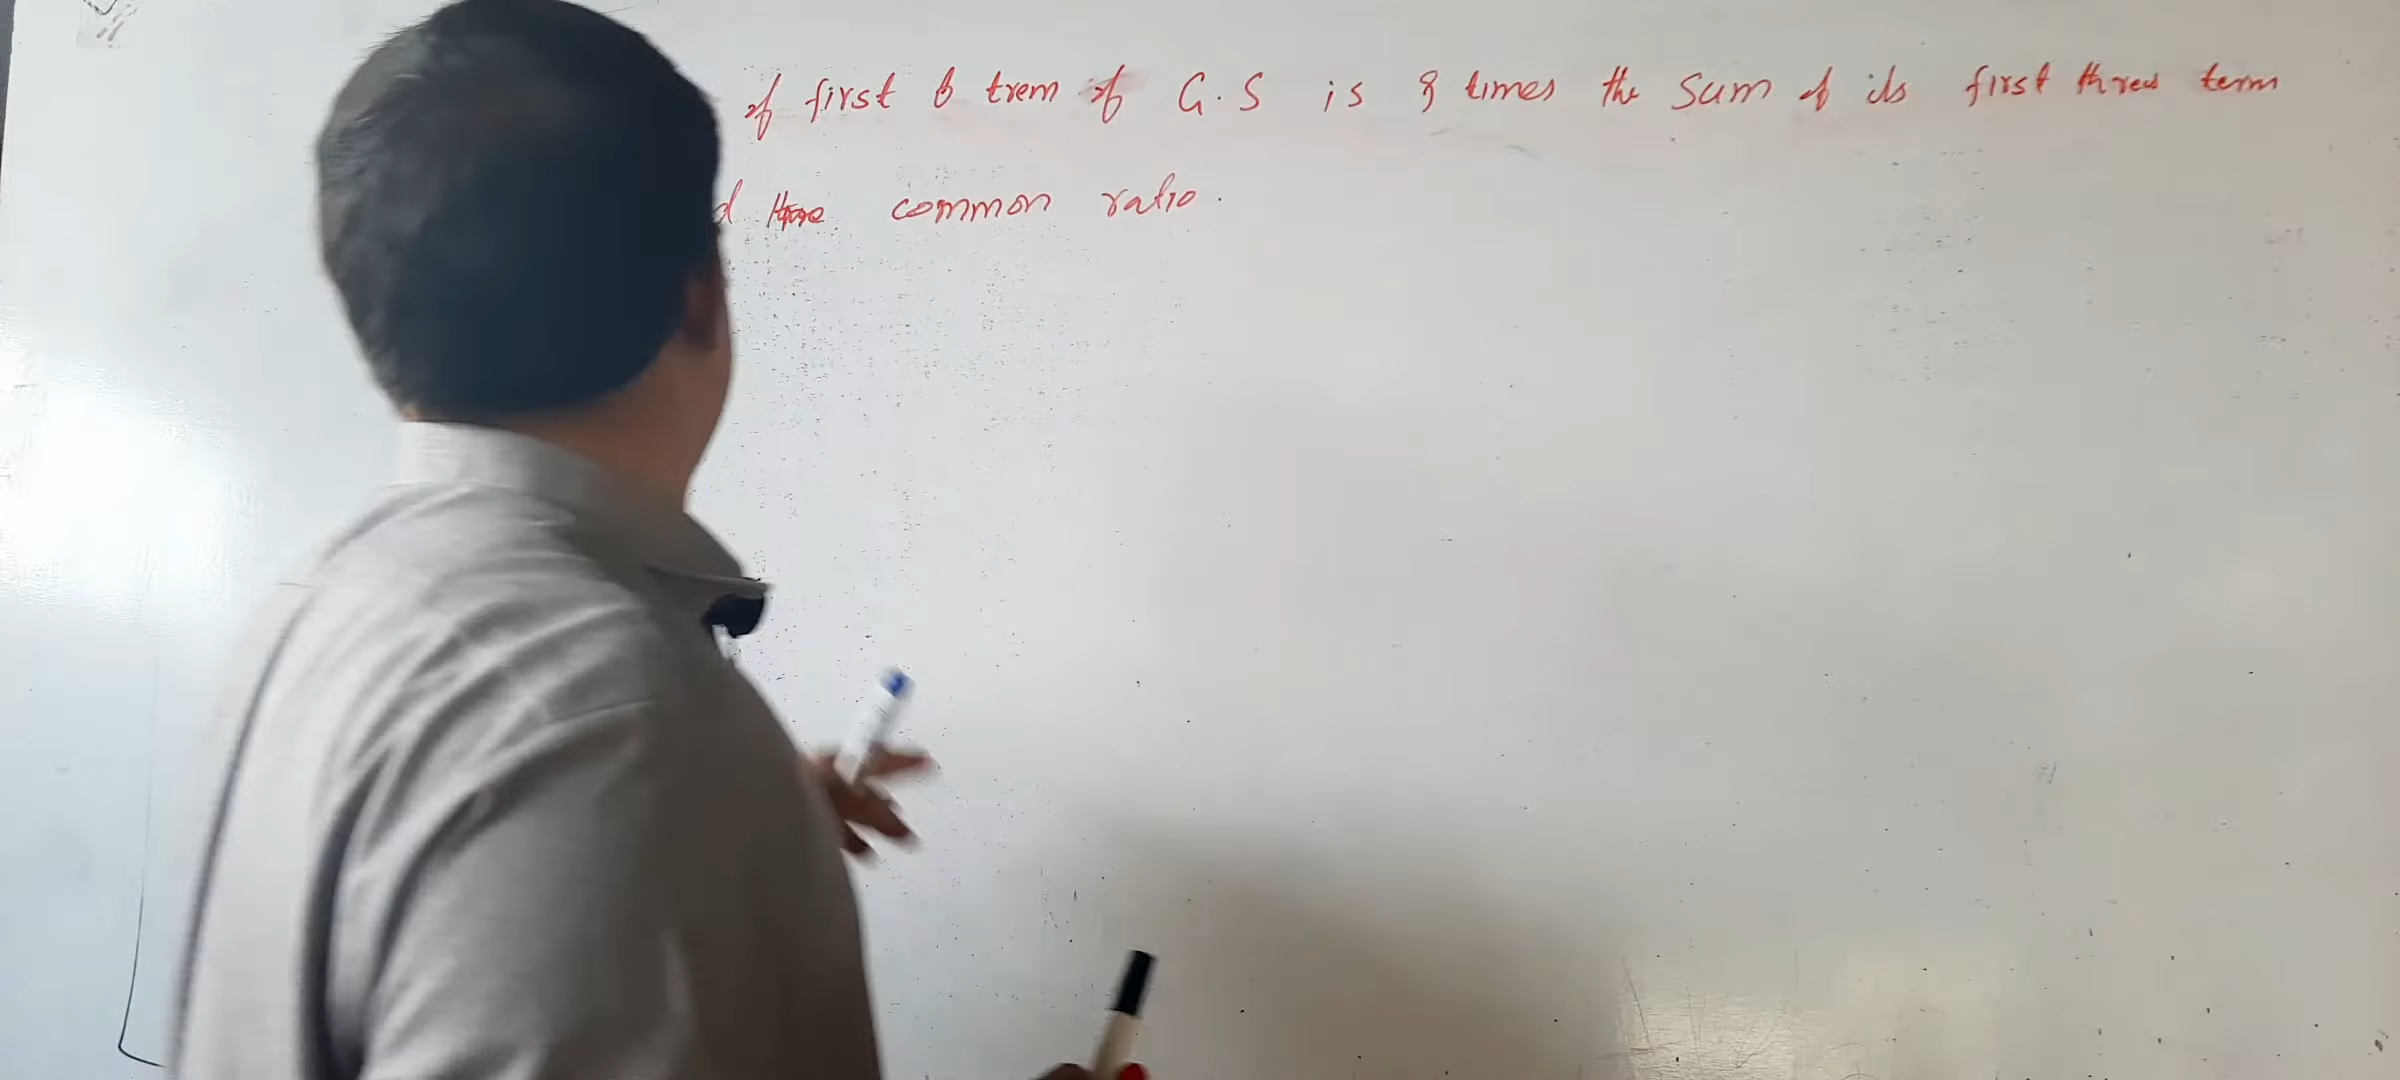 of first 6 trem of G.S is 9 times the sum of its first three term
common ratio.